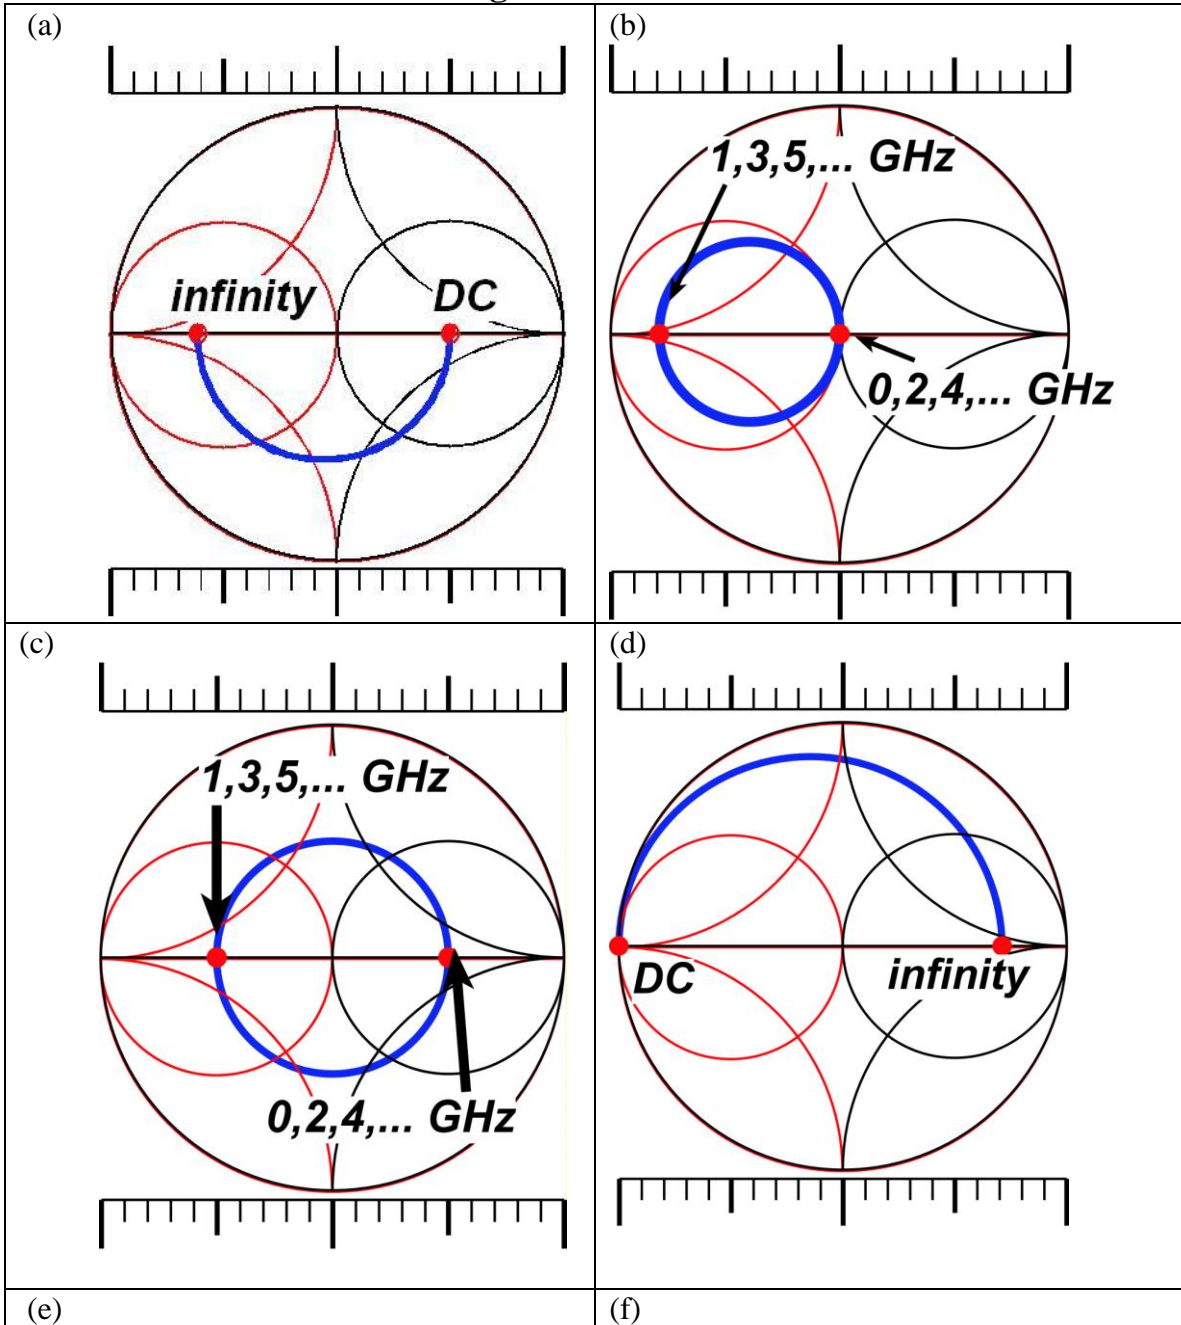 (a)
infinity
DC
(b)
1,3,5,... GHz
0,2,4,... GHz
(c)
1,3,5,... GHz
0,2,4,... GHz
(d)
DC
infinity
(e)
(f)